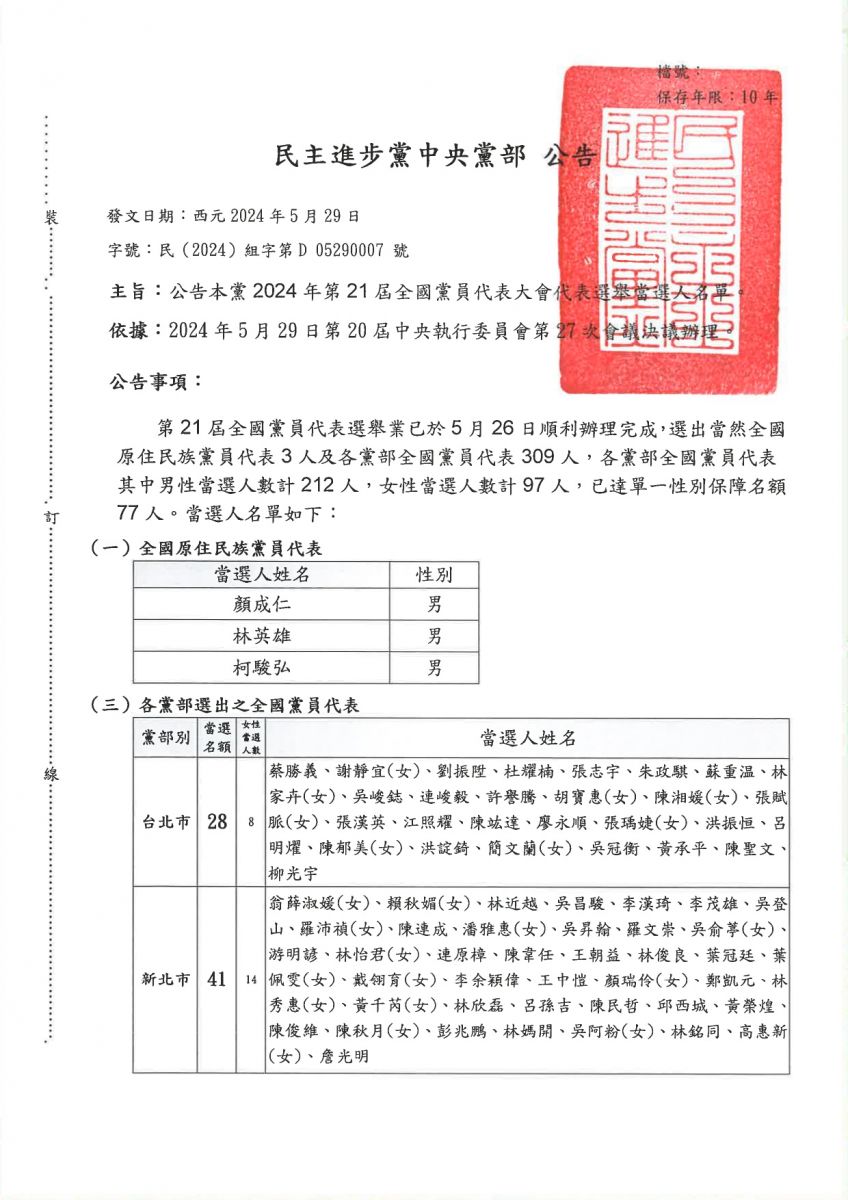 檔號：
保存年限：10 年
民主進步黨中央黨部 公告
發文日期：西元 2024 年 5 月 29 日
字號：民（2024）組字第 D 05290007 號
主旨：公告本黨 2024 年第 21 屆全國黨員代表大會代表選舉當選人名單。
依據：2024 年 5 月 29 日第 20 屆中央執行委員會第 27 次會議決議辦理。
公告事項：
第 21 屆全國黨員代表選舉業已於 5 月 26 日順利辦理完成，選出當然全國
原住民族黨員代表 3 人及各黨部全國黨員代表 309 人，各黨部全國黨員代表
其中男性當選人數計 212 人，女性當選人數計 97 人，已達單一性別保障名額
77 人。當選人名單如下：
（一）全國原住民族黨員代表
當選人姓名 性別
顏成仁 男
林英雄 男
柯駿弘 男
（三）各黨部選出之全國黨員代表
黨部別 當選名額 女性當選人數 當選人姓名
台北市 28 8
蔡勝義、謝靜宜(女)、劉振陞、杜耀楠、張志宇、朱政騏、蘇重温、林
家卉(女)、吳峻鋕、連峻毅、許譽騰、胡寶惠(女)、陳湘媛(女)、張賦
脈(女)、張漢英、江照耀、陳竑達、廖永順、張瑀婕(女)、洪振恒、呂
明燿、陳郁美(女)、洪諚錡、簡文蘭(女)、吳冠衡、黃承平、陳聖文、
柳光宇
新北市 41 14
翁薛淑媛(女)、賴秋媚(女)、林近越、吳昌駿、李漢琦、李茂雄、吳登
山、羅沛禎(女)、陳連成、潘雅惠(女)、吳昇翰、羅文崇、吳俞葶(女)、
游明諺、林怡君(女)、連原樟、陳韋任、王朝益、林俊良、葉冠廷、葉
佩雯(女)、戴翎育(女)、李余穎偉、王中愷、顏瑞伶(女)、鄭凱元、林
秀惠(女)、黃千芮(女)、林欣磊、呂孫吉、陳民哲、邱西城、黃榮煌、
陳俊維、陳秋月(女)、彭兆鵬、林媽開、吳阿粉(女)、林銘同、高惠新
(女)、詹光明
裝
訂
線
民主進步黨中央黨部